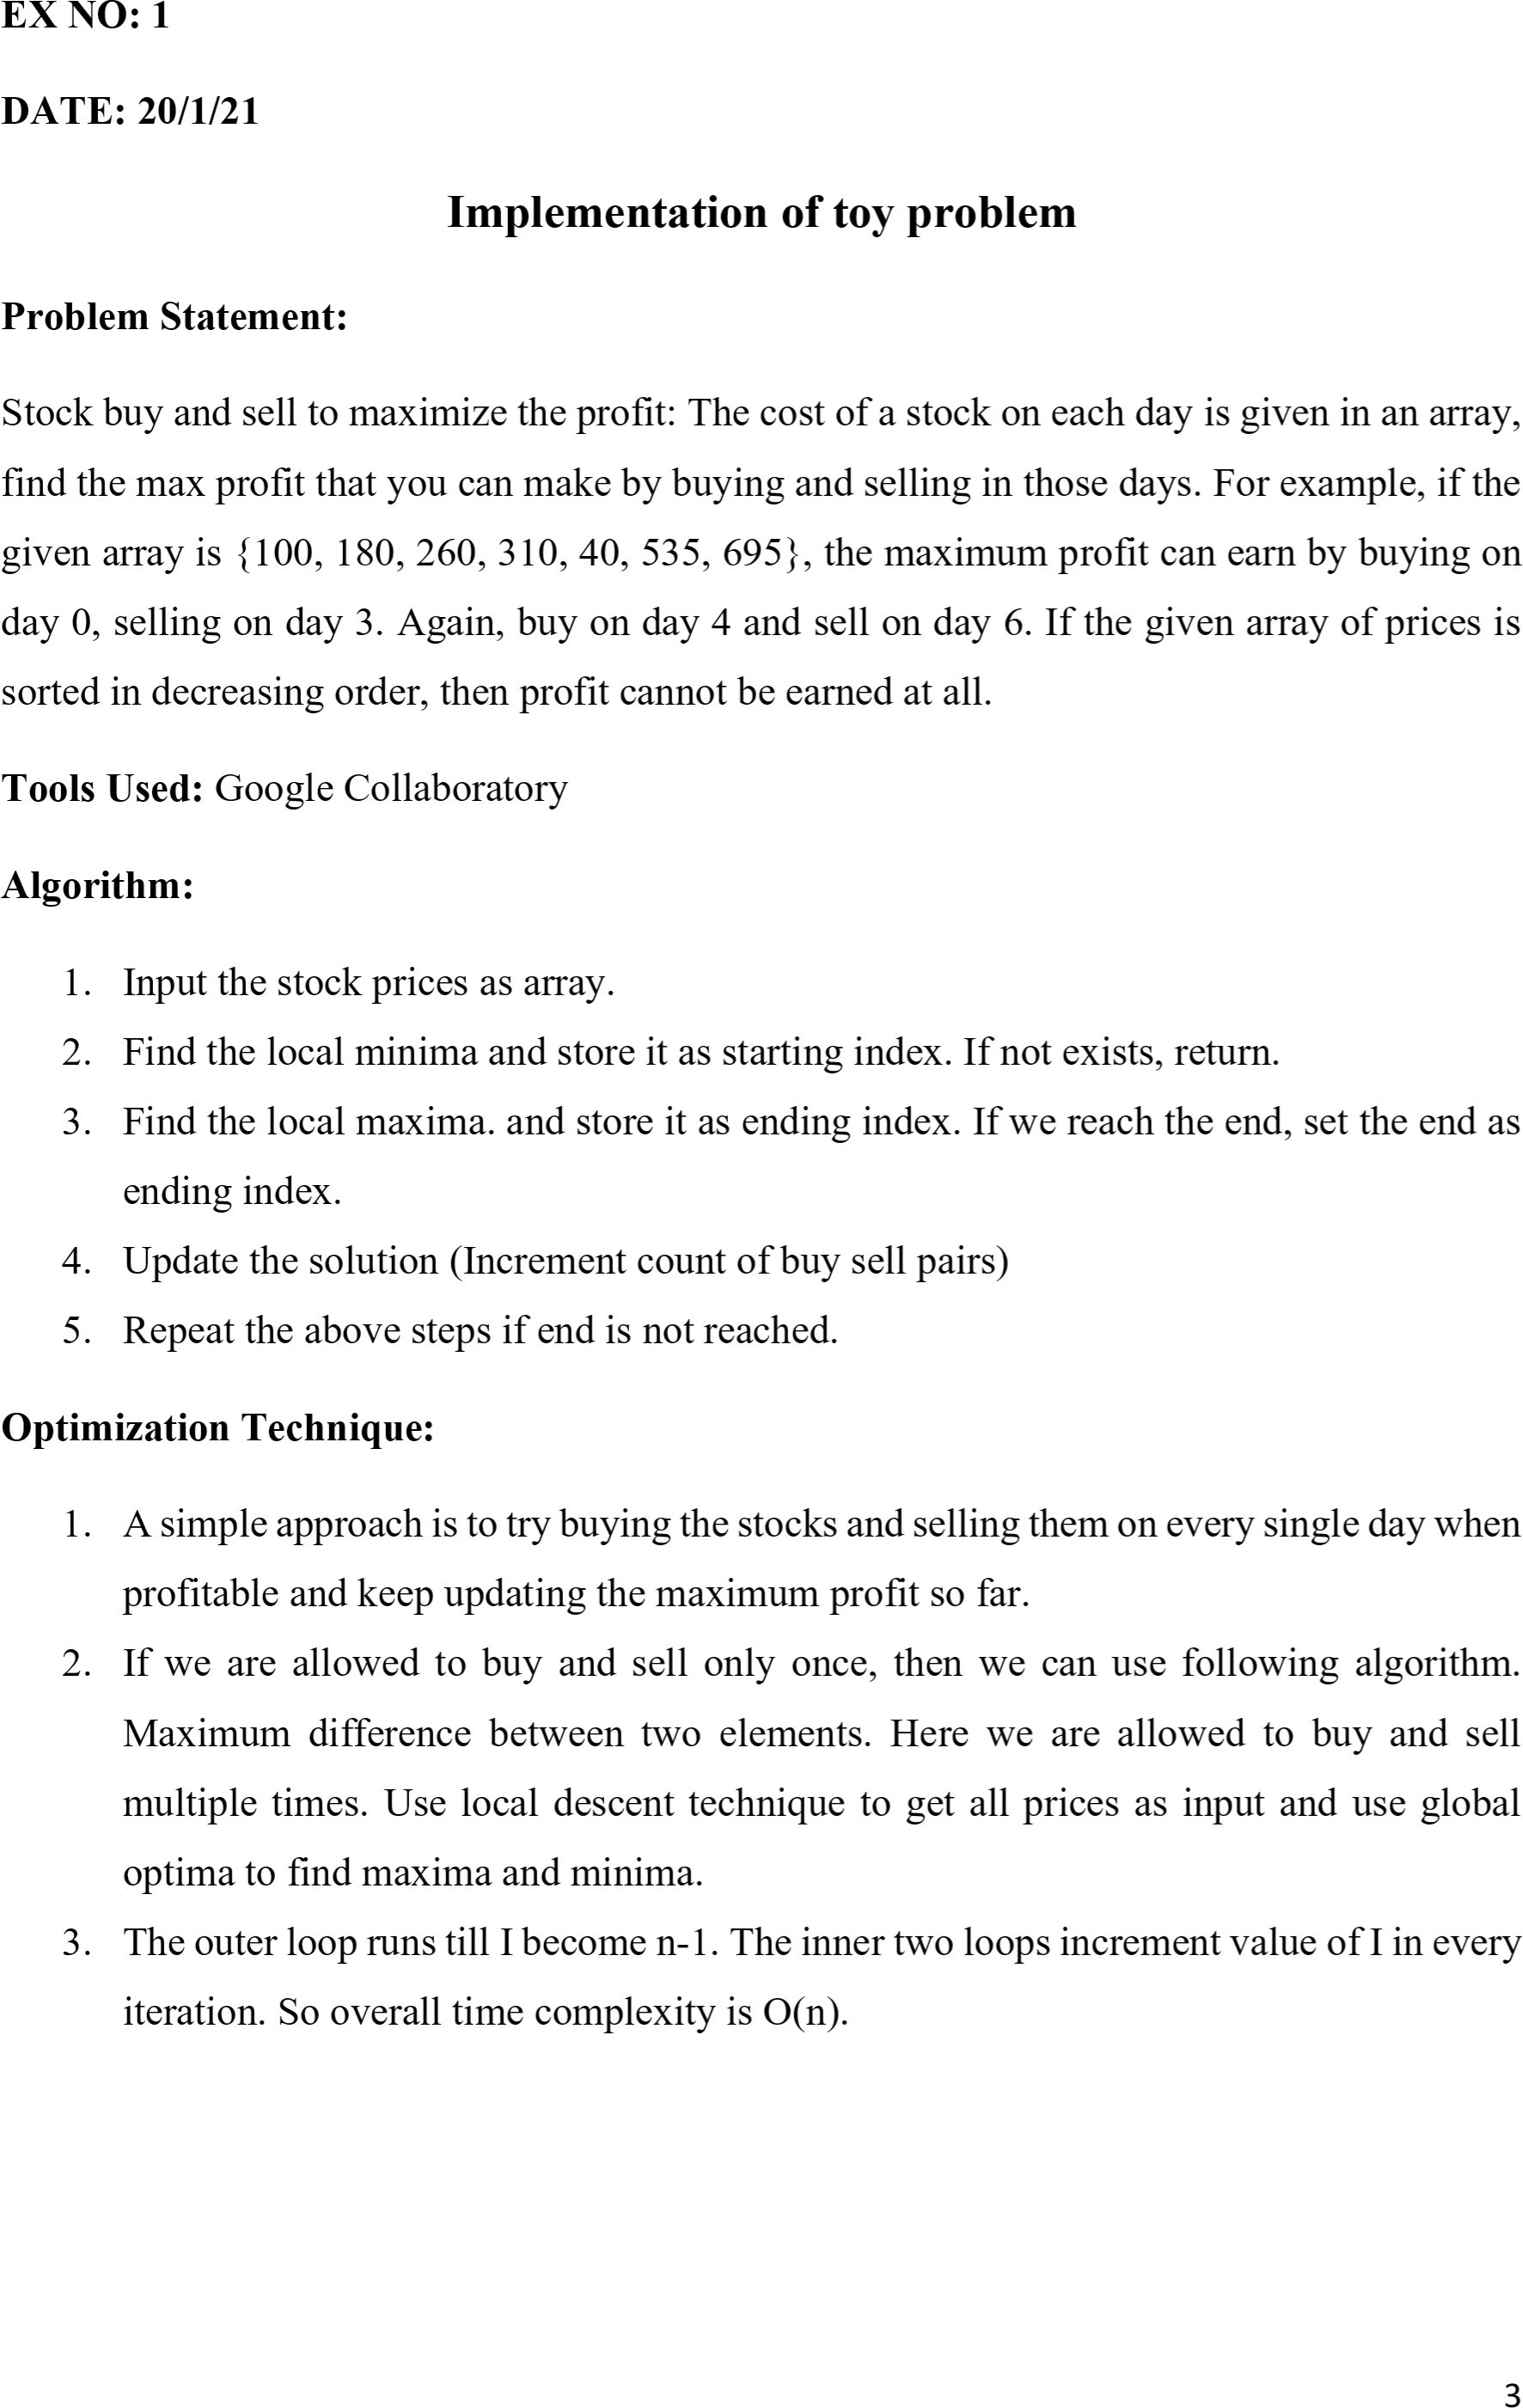 EX NO: 1
DATE: 20/1/21
Implementation of toy problem
Problem Statement:
Stock buy and sell to maximize the profit: The cost of a stock on each day is given in an array,
find the max profit that you can make by buying and selling in those days. For example, if the
given array is {100, 180, 260, 310, 40, 535, 695}, the maximum profit can earn by buying on
day 0, selling on day 3. Again, buy on day 4 and sell on day 6. If the given array of prices is
sorted in decreasing order, then profit cannot be earned at all.
Tools Used: Google Collaboratory
Algorithm:
1. Input the stock prices as array.
2. Find the local minima and store it as starting index. If not exists, return.
3. Find the local maxima. and store it as ending index. If we reach the end, set the end as
ending index.
4. Update the solution (Increment count of buy sell pairs)
5. Repeat the above steps if end is not reached.
Optimization Technique:
1. A simple approach is to try buying the stocks and selling them on every single day when
profitable and keep updating the maximum profit so far.
2. If we are allowed to buy and sell only once, then we can use following algorithm.
Maximum difference between two elements. Here we are allowed to buy and sell
multiple times. Use local descent technique to get all prices as input and use global
optima to find maxima and minima.
3. The outer loop runs till I become n-1. The inner two loops increment value of I in every
iteration. So overall time complexity is O(n).
3